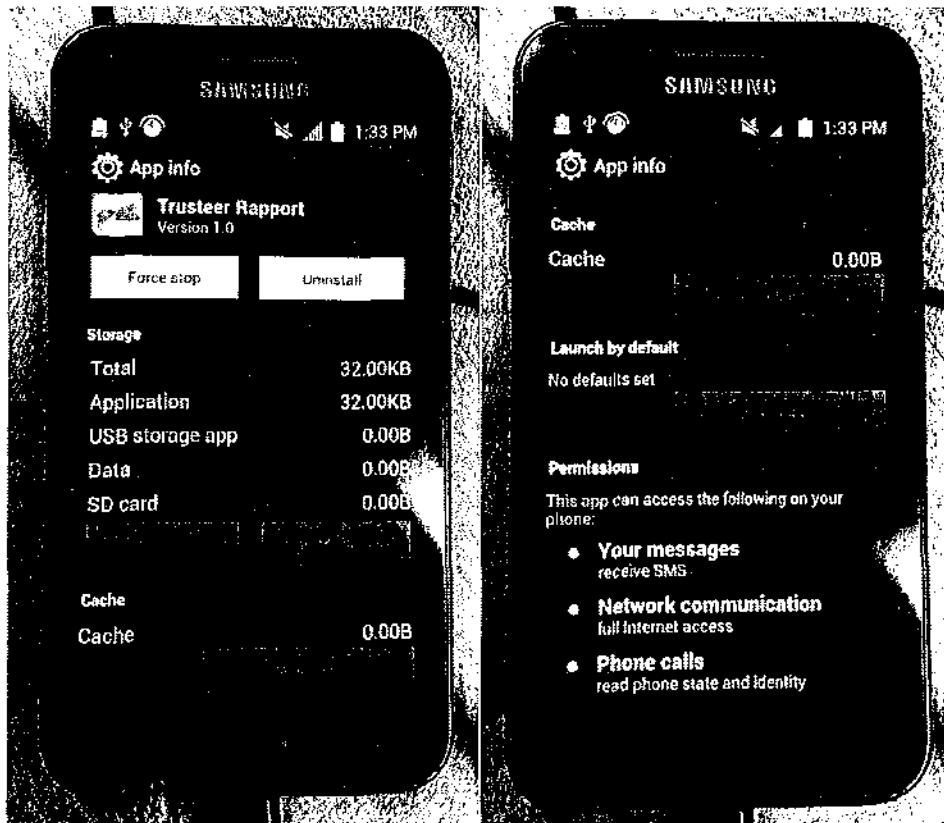 SAMSUNG
1:33 PM
App info
Trusteer Rapport
Version 1.0
Force stop
Uninstall
Storage
Total 32.00KB
Application 32.00KB
USB storage app 0.00B
Data 0.00B
SD card 0.00B
Cache
Cache 0.00B
SAMSUNG
1:33 PM
App info
Cache
Cache 0.00B
Launch by default
No defaults set
Permissions
This app can access the following on your
phone:
Your messages
receive SMS
Network communication
full Internet access
Phone calls
read phone state and identity